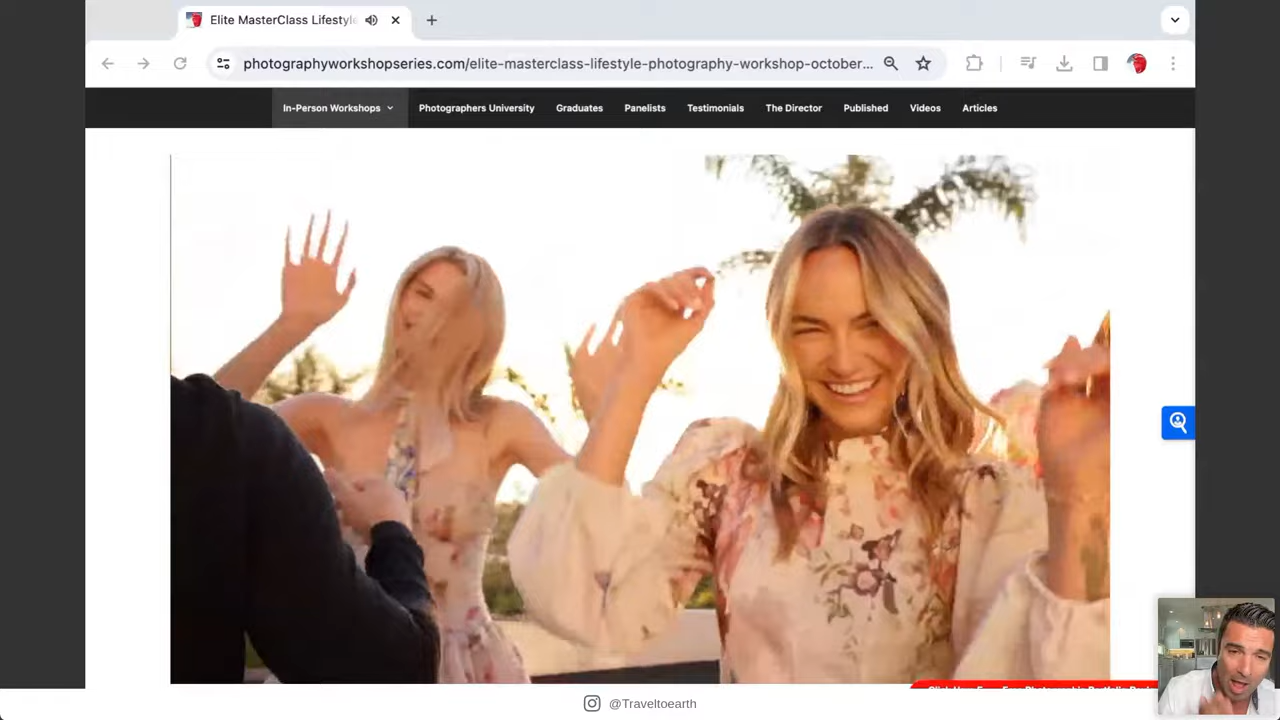 Elite MasterClass Lifestyle
photographyworkshopseries.com/elite-masterclass-lifestyle-photography-workshop-october...
In-Person Workshops Photographers University Graduates Panelists Testimonials The Director Published Videos Articles
@Traveltoearth